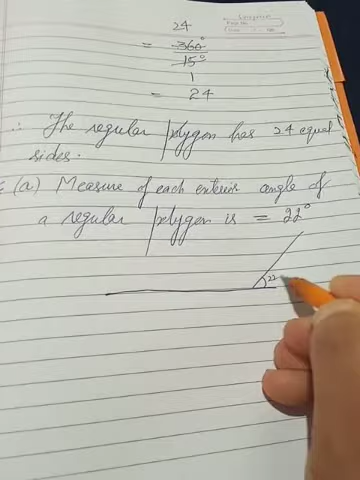 24
= 360°
15°
1
= 24
∴ The regular polygon has 24 equal
sides.
(a) Measure of each exterior angle of
a regular polygon is = 22°
22